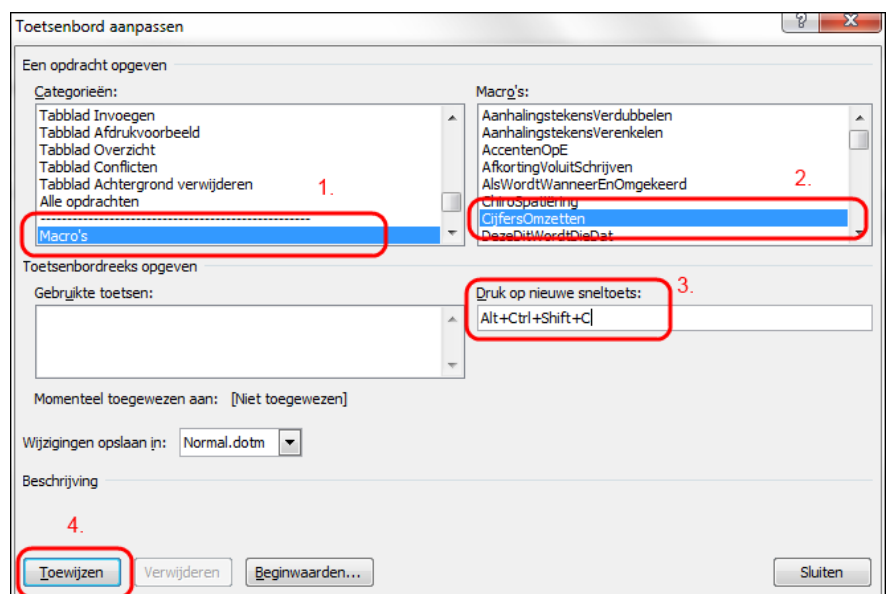 Toetsenbord aanpassen
Een opdracht opgeven
Categorieën:
Tabblad Invoegen
Tabblad Afdrukvoorbeeld
Tabblad Overzicht
Tabblad Conflicten
Tabblad Achtergrond verwijderen
Alle opdrachten
------------------------------------------------
Macro's
1.
Macro's:
AanhalingstekensVerdubbelen
AanhalingstekensVerenkelen
AccentenOpE
AfkortingVoluitSchrijven
AlsWordtWanneerEnOmgekeerd
ChiroSpatiëring
CijfersOmzetten
DezeDitWordtDieDat
2.
Toetsenbordreeks opgeven
Gebruikte toetsen:
Druk op nieuwe sneltoets:
3.
Alt+Ctrl+Shift+C
Momenteel toegewezen aan: [Niet toegewezen]
Wijzigingen opslaan in: Normal.dotm
Beschrijving
4.
Toewijzen
Verwijderen
Beginwaarden...
Sluiten